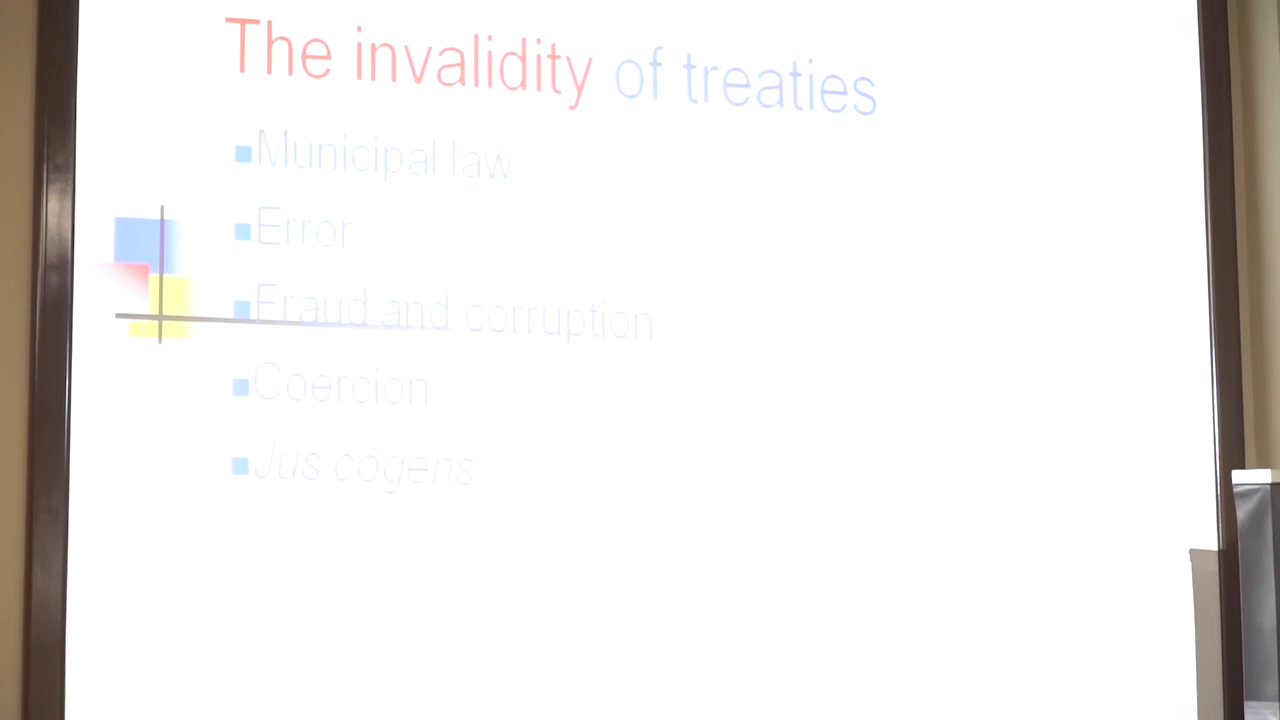 The invalidity of treaties
Municipal law
Error
Fraud and corruption
Coercion
Jus cogens